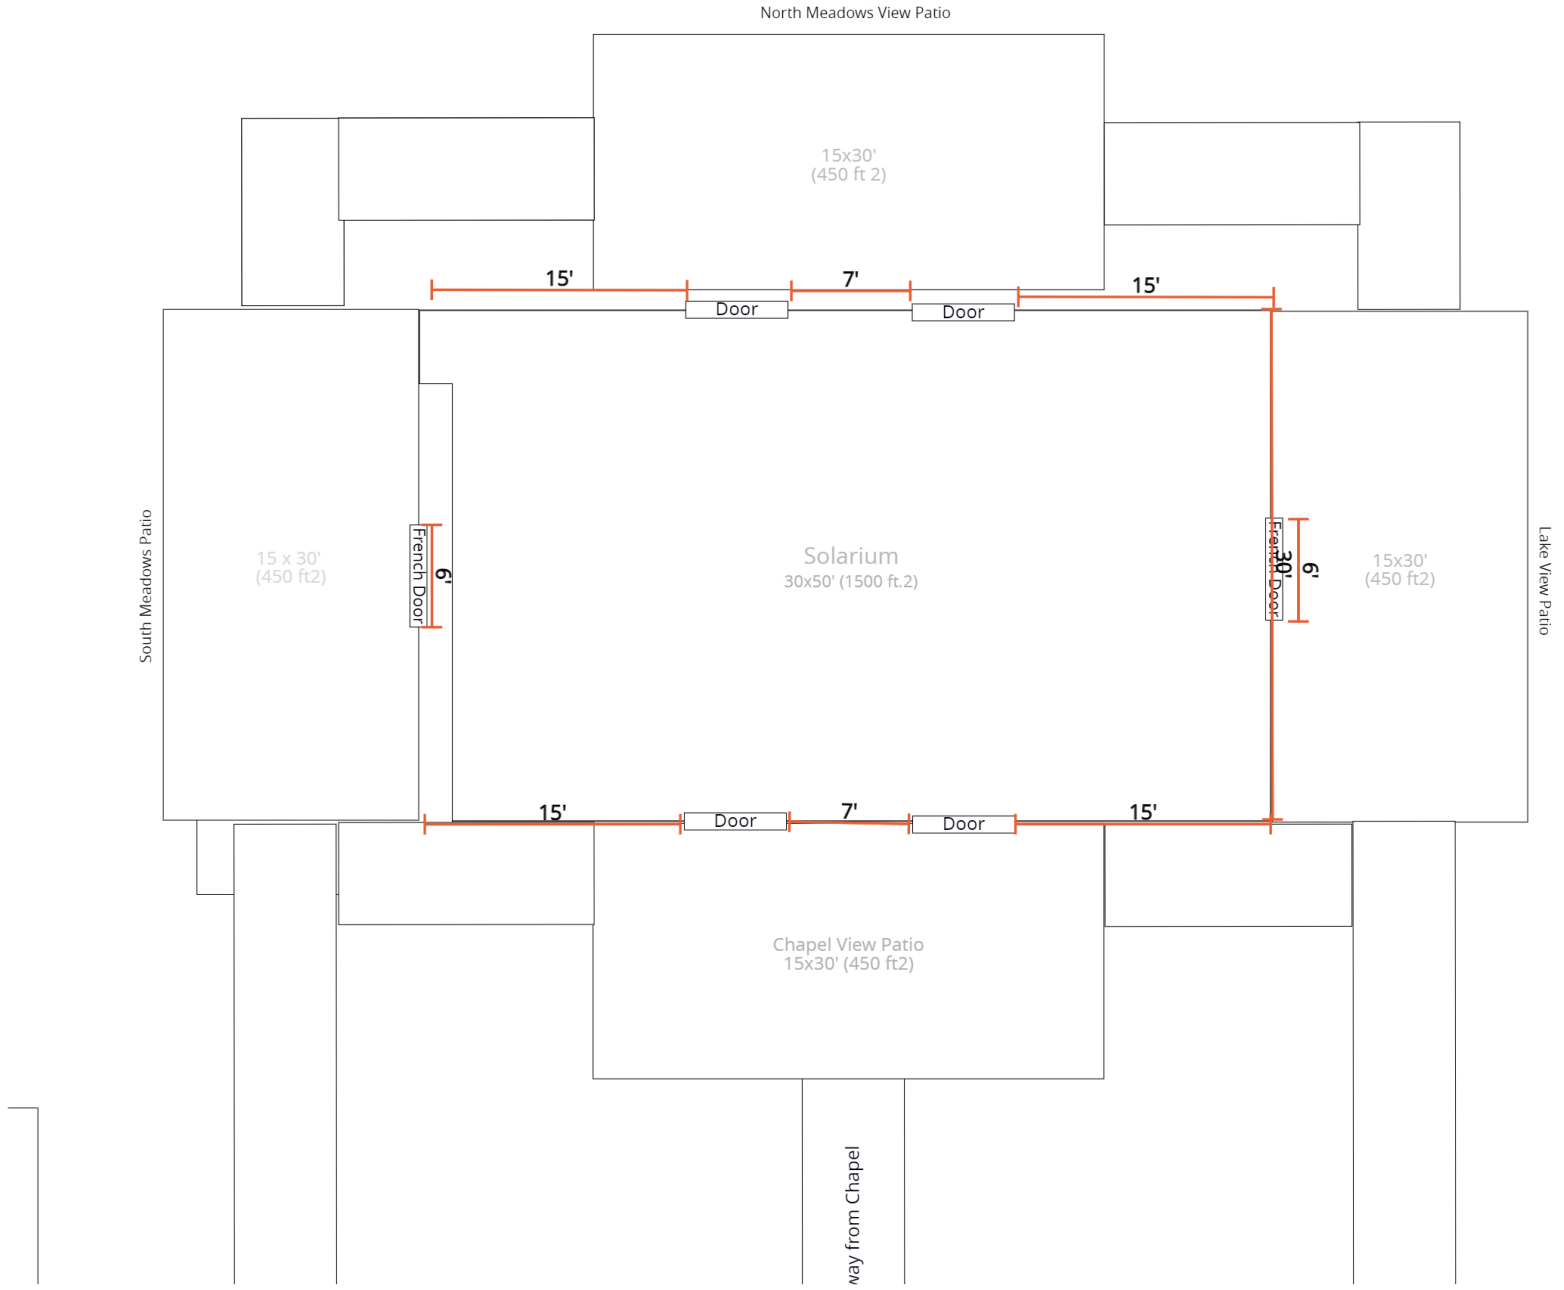 North Meadows View Patio
15x30'
(450 ft 2)
15'
7'
15'
Door
Door
South Meadows Patio
15 x 30'
(450 ft2)
French Door
6'
Solarium
30x50' (1500 ft.2)
French Door
30'
6'
15x30'
(450 ft2)
Lake View Patio
15'
7'
15'
Door
Door
Chapel View Patio
15x30' (450 ft2)
way from Chapel